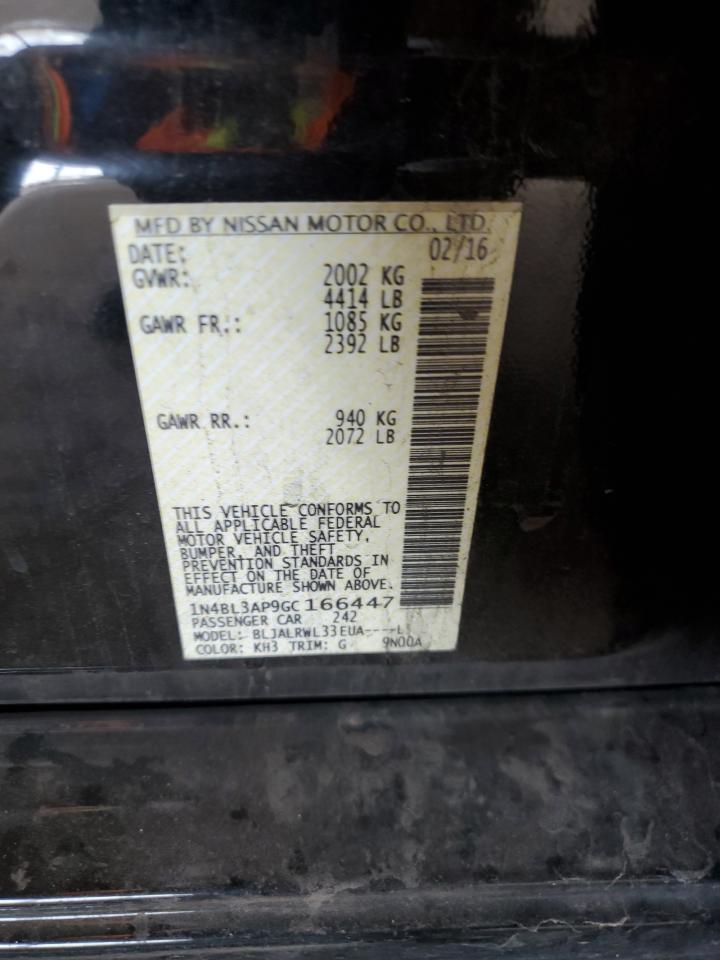 MFD BY NISSAN MOTOR CO., LTD.
DATE: 02/16
GVWR: 2002 KG
4414 LB
GAWR FR.: 1085 KG
2392 LB
GAWR RR.: 940 KG
2072 LB
THIS VEHICLE CONFORMS TO
ALL APPLICABLE FEDERAL
MOTOR VEHICLE SAFETY,
BUMPER, AND THEFT
PREVENTION STANDARDS IN
EFFECT ON THE DATE OF
MANUFACTURE SHOWN ABOVE.
1N4BL3AP9GC166447
PASSENGER CAR 242
MODEL: BLJALRWL33EUA----L
COLOR: KH3 TRIM: G 9N00A